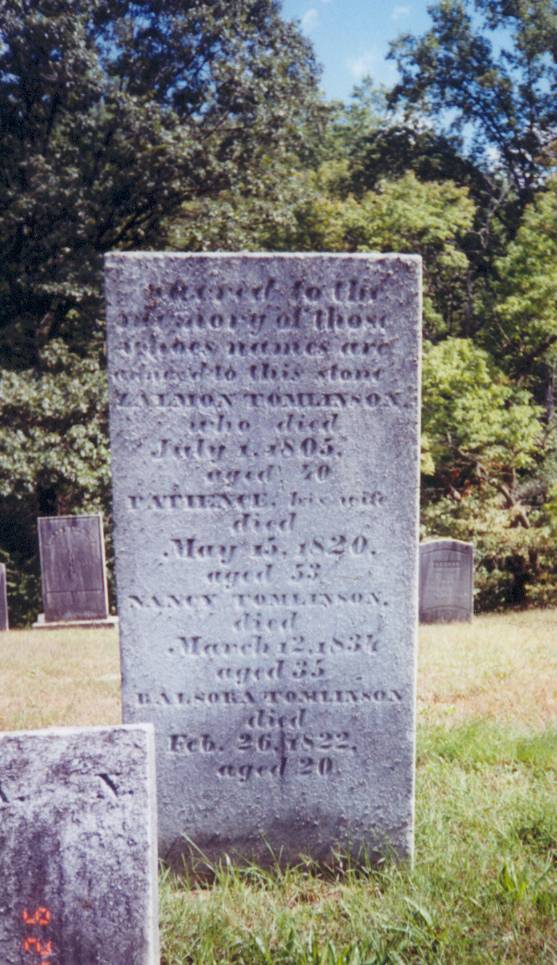 sacred to the
memory of those
whoes names are
to this stone
ZALMON TOMLINSON,
who died
July 1, 1805,
aged 70
PATIENCE, his wife
died
May 15, 1820,
aged 53
NANCY TOMLINSON,
died
March 12, 1834
aged 35
BALSORA TOMLINSON
died
Feb. 26, 1822,
aged 20.
N
26